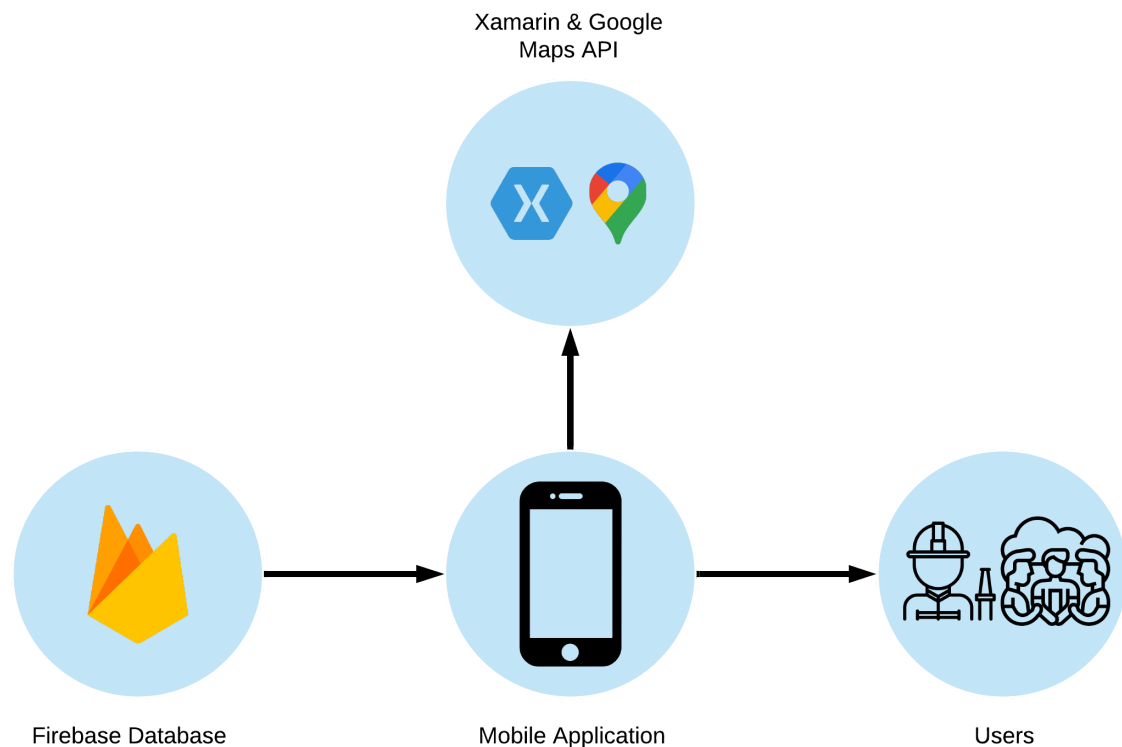 Xamarin & Google
Maps API
Firebase Database
Mobile Application
Users